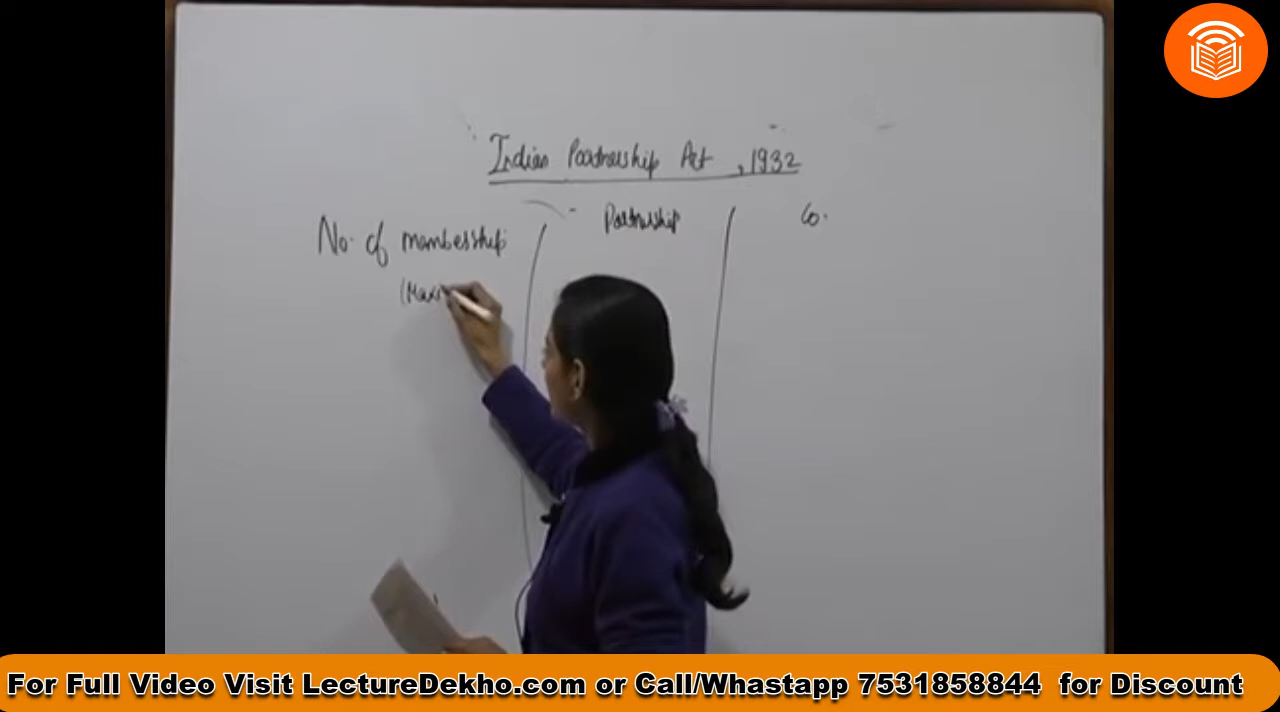 Indian Partnership Act, 1932
No. of membership
Partnership
Co.
(Maxi
For Full Video Visit LectureDekho.com or Call/Whastapp 7531858844 for Discount